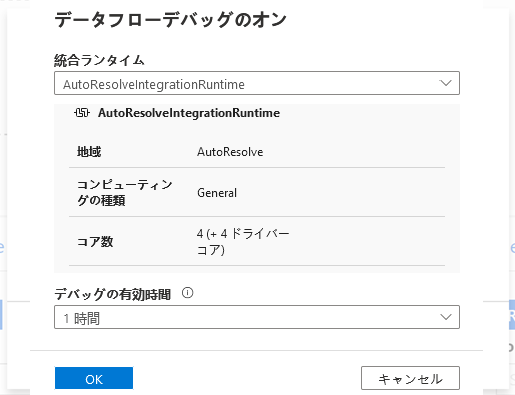 データフローデバッグのオン
統合ランタイム
AutoResolveIntegrationRuntime
AutoResolveIntegrationRuntime
地域 AutoResolve
コンピューティン
グの種類 General
コア数 4 (+ 4 ドライバー
コア)
デバッグの有効時間
1 時間
OK キャンセル